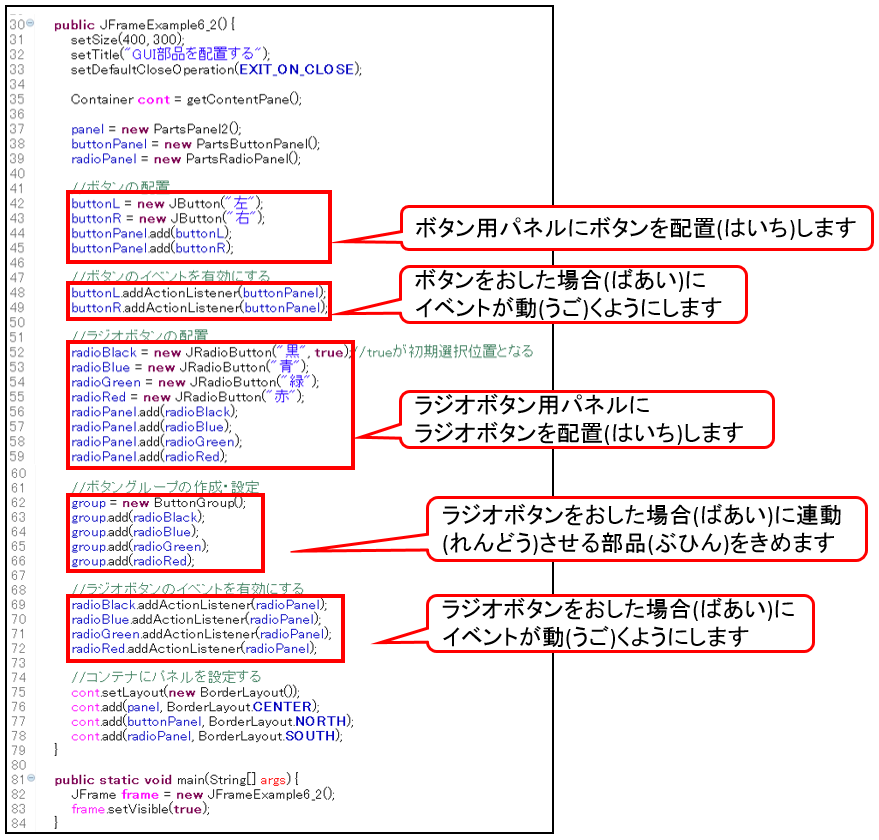 30 public JFrameExample6_2() {
31 setSize(400, 300);
32 setTitle("GUI部品を配置する");
33 setDefaultCloseOperation(EXIT_ON_CLOSE);
34
35 Container cont = getContentPane();
36
37 panel = new PartsPanel2();
38 buttonPanel = new PartsButtonPanel();
39 radioPanel = new PartsRadioPanel();
40
41 //ボタンの配置
42 buttonL = new JButton("左");
43 buttonR = new JButton("右");
44 buttonPanel.add(buttonL);
45 buttonPanel.add(buttonR);
ボタン用パネルにボタンを配置(はいち)します
46
47 //ボタンのイベントを有効にする
48 buttonL.addActionListener(buttonPanel);
49 buttonR.addActionListener(buttonPanel);
ボタンをおした場合(ばあい)に
イベントが動(うご)くようにします
50
51 //ラジオボタンの配置
52 radioBlack = new JRadioButton("黒", true);//trueが初期選択位置となる
53 radioBlue = new JRadioButton("青");
54 radioGreen = new JRadioButton("緑");
55 radioRed = new JRadioButton("赤");
56 radioPanel.add(radioBlack);
57 radioPanel.add(radioBlue);
58 radioPanel.add(radioGreen);
59 radioPanel.add(radioRed);
ラジオボタン用パネルに
ラジオボタンを配置(はいち)します
60
61 //ボタングループの作成・設定
62 group = new ButtonGroup();
63 group.add(radioBlack);
64 group.add(radioBlue);
65 group.add(radioGreen);
66 group.add(radioRed);
ラジオボタンをおした場合(ばあい)に連動
(れんどう)させる部品(ぶひん)をきめます
67
68 //ラジオボタンのイベントを有効にする
69 radioBlack.addActionListener(radioPanel);
70 radioBlue.addActionListener(radioPanel);
71 radioGreen.addActionListener(radioPanel);
72 radioRed.addActionListener(radioPanel);
ラジオボタンをおした場合(ばあい)に
イベントが動(うご)くようにします
73
74 //コンテナにパネルを設定する
75 cont.setLayout(new BorderLayout());
76 cont.add(panel, BorderLayout.CENTER);
77 cont.add(buttonPanel, BorderLayout.NORTH);
78 cont.add(radioPanel, BorderLayout.SOUTH);
79 }
80
81 public static void main(String[] args) {
82 JFrame frame = new JFrameExample6_2();
83 frame.setVisible(true);
84 }